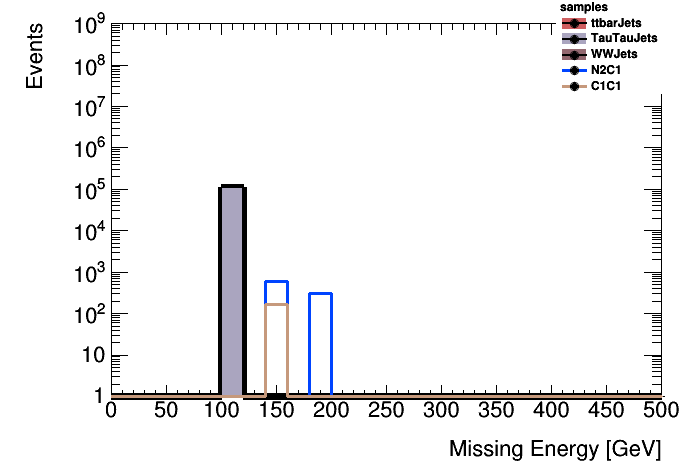 samples
ttbarJets
TauTauJets
WWJets
N2C1
C1C1
Events
10⁹
10⁸
10⁷
10⁶
10⁵
10⁴
10³
10²
10
1
0 50 100 150 200 250 300 350 400 450 500
Missing Energy [GeV]